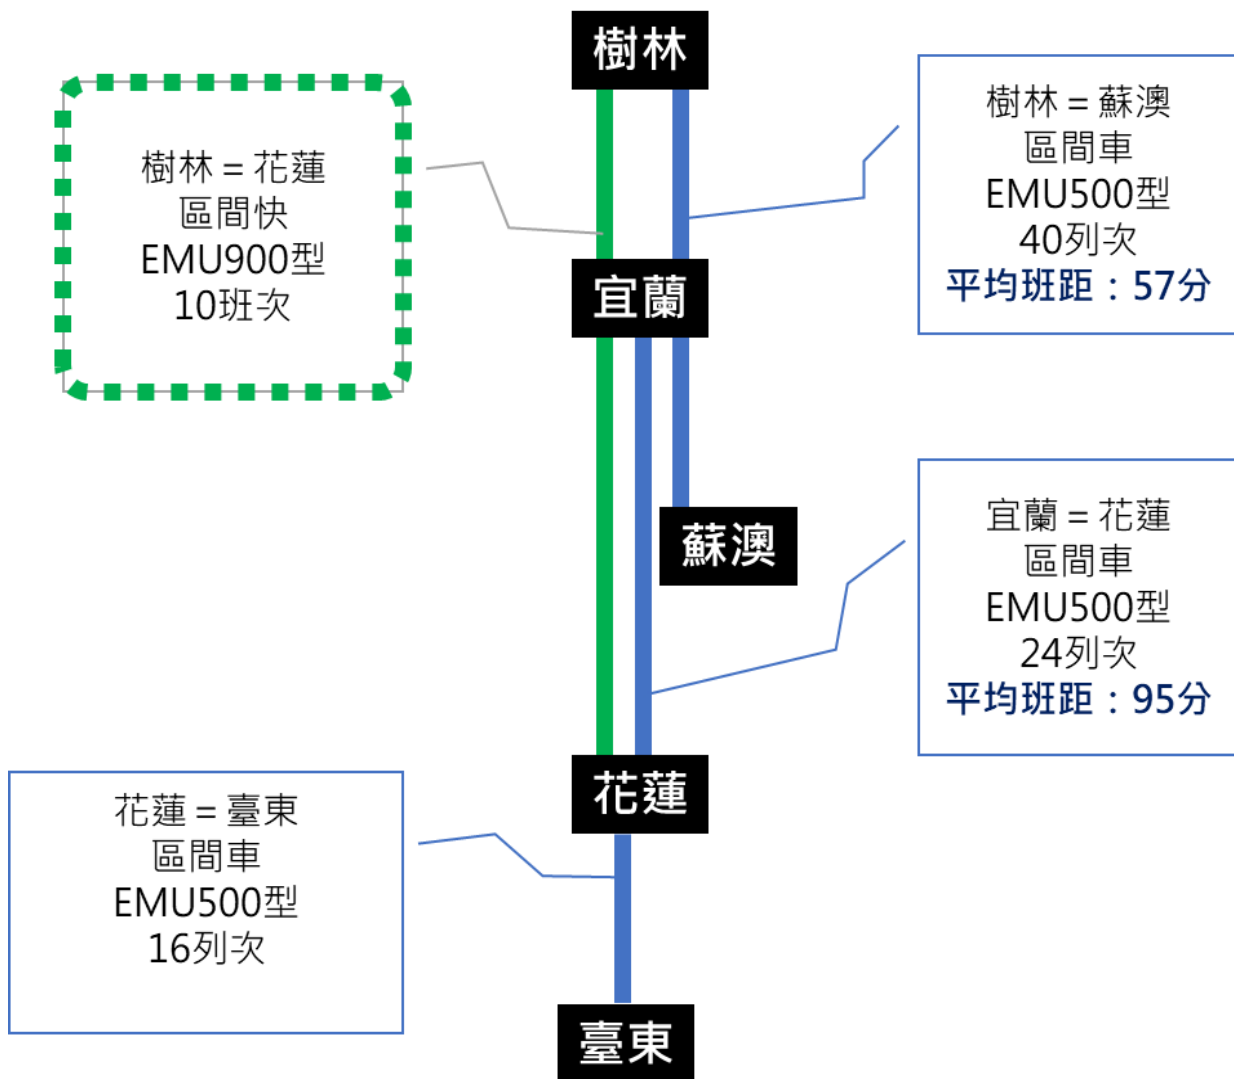 樹林
樹林 = 花蓮
區間快
EMU900型
10班次
樹林 = 蘇澳
區間車
EMU500型
40列次
平均班距：57分
宜蘭
蘇澳
宜蘭 = 花蓮
區間車
EMU500型
24列次
平均班距：95分
花蓮
花蓮 = 臺東
區間車
EMU500型
16列次
臺東